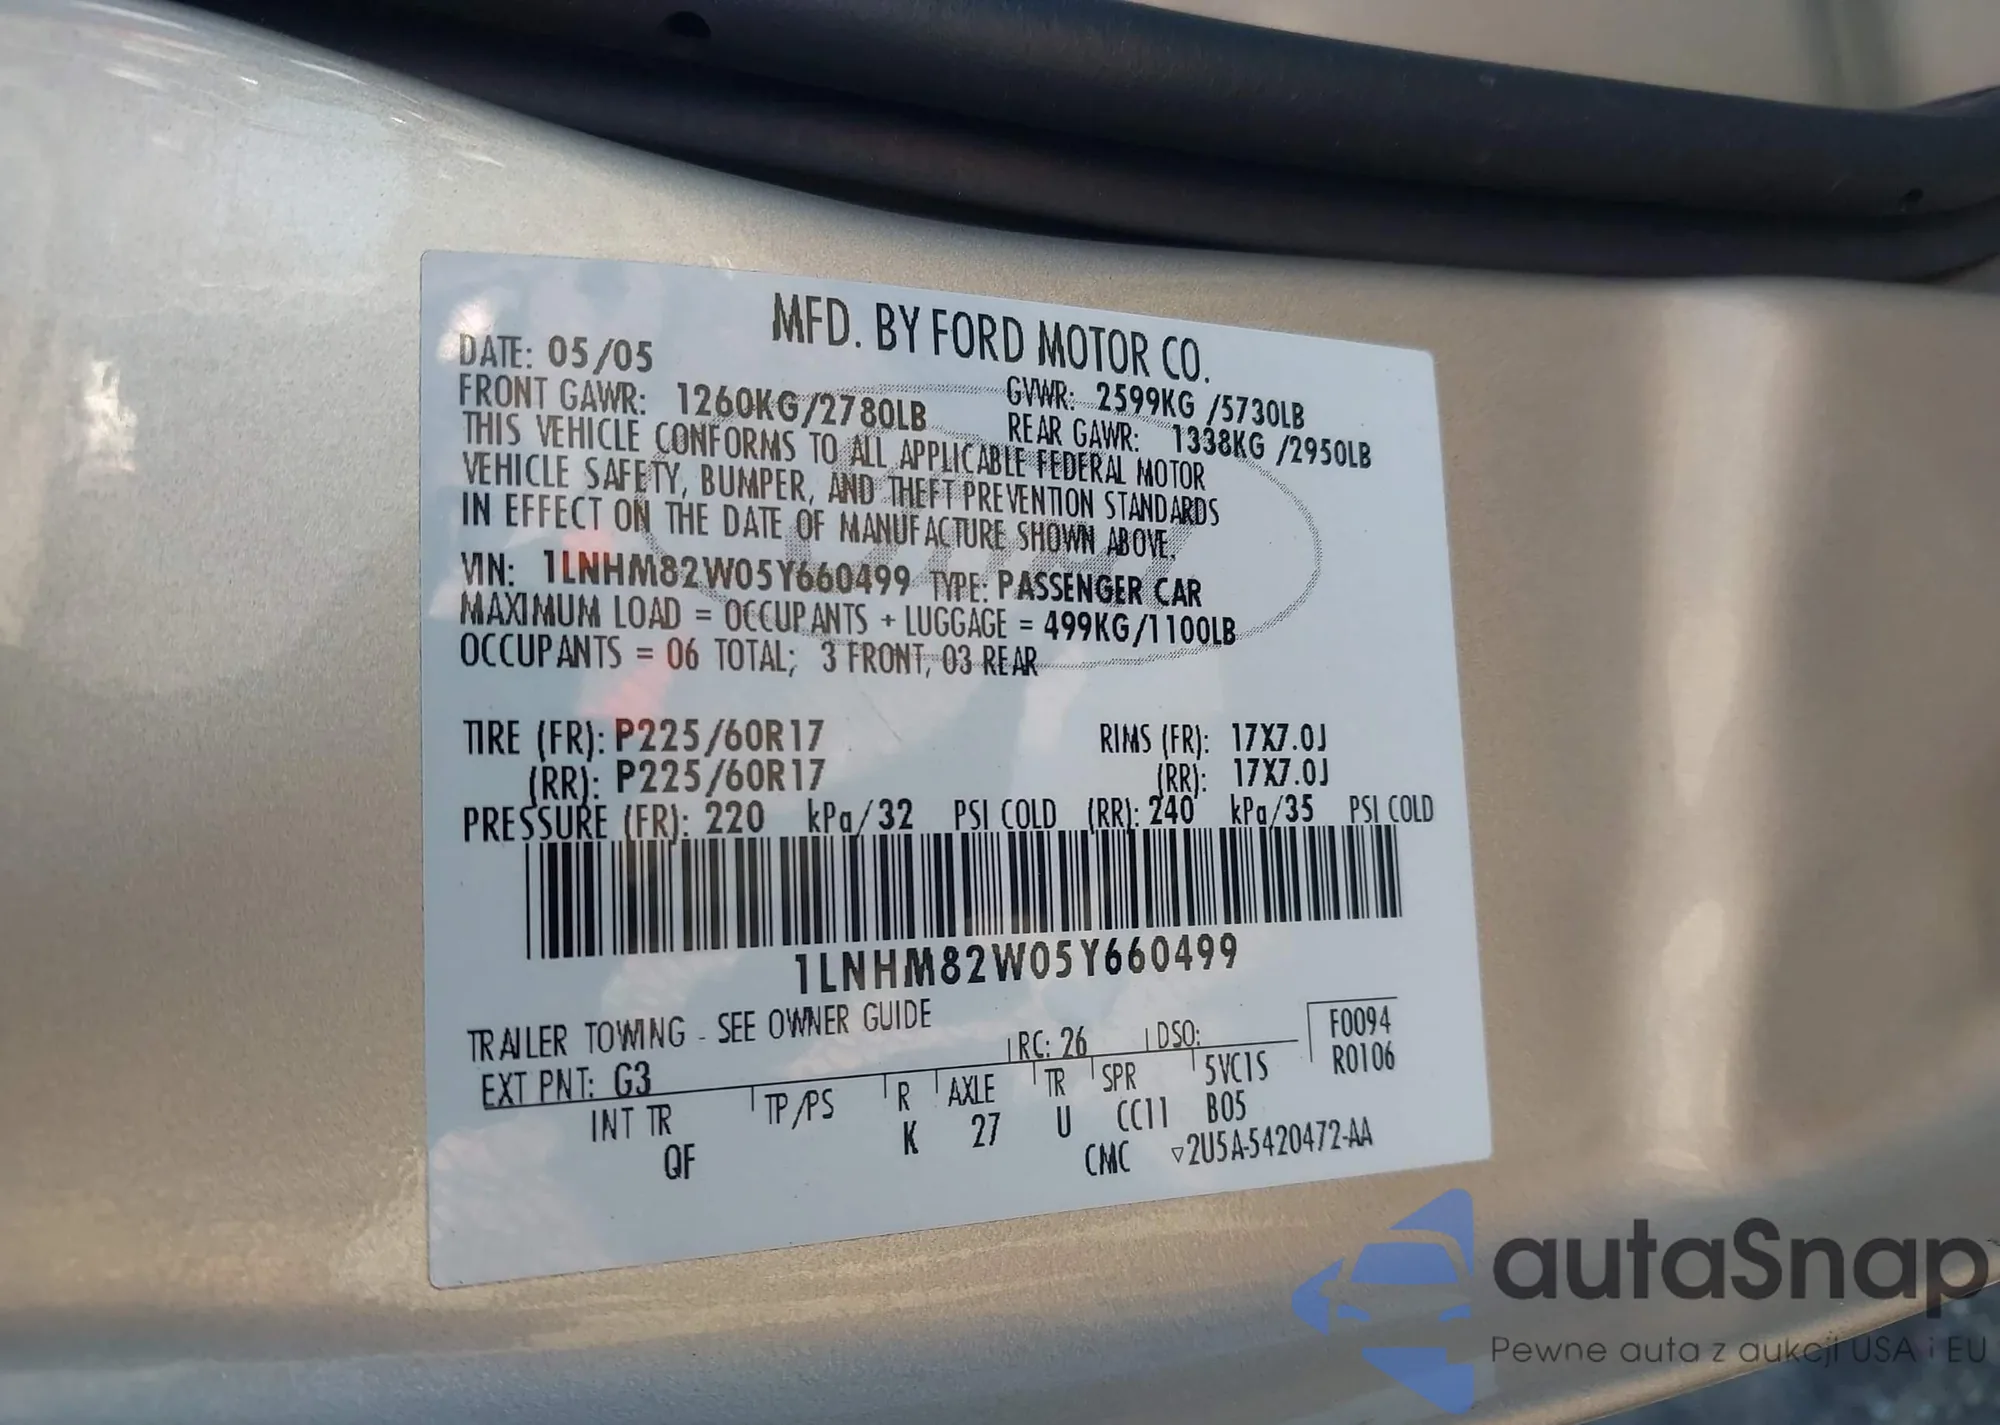 MFD. BY FORD MOTOR CO.
DATE: 05/05
FRONT GAWR: 1260KG/2780LB
GVWR: 2599KG /5730LB
REAR GAWR: 1338KG /2950LB
THIS VEHICLE CONFORMS TO ALL APPLICABLE FEDERAL MOTOR
VEHICLE SAFETY, BUMPER, AND THEFT PREVENTION STANDARDS
IN EFFECT ON THE DATE OF MANUFACTURE SHOWN ABOVE.
VIN: 1LNHM82W05Y660499 TYPE: PASSENGER CAR
MAXIMUM LOAD = OCCUPANTS + LUGGAGE = 499KG/1100LB
OCCUPANTS = 06 TOTAL; 3 FRONT, 03 REAR
TIRE (FR): P225/60R17 RIMS (FR): 17X7.0J
(RR): P225/60R17 (RR): 17X7.0J
PRESSURE (FR): 220 kPa/32 PSI COLD (RR): 240 kPa/35 PSI COLD
1LNHM82W05Y660499
TRAILER TOWING - SEE OWNER GUIDE
EXT PNT: G3 RC: 26 DSO: F0094
R0106
INT TR TP/PS R AXLE TR SPR 5VC1S
QF K 27 U CC11 B05
CMC ▽2U5A-5420472-AA
autaSnap
Pewne auta z aukcji USA i EU